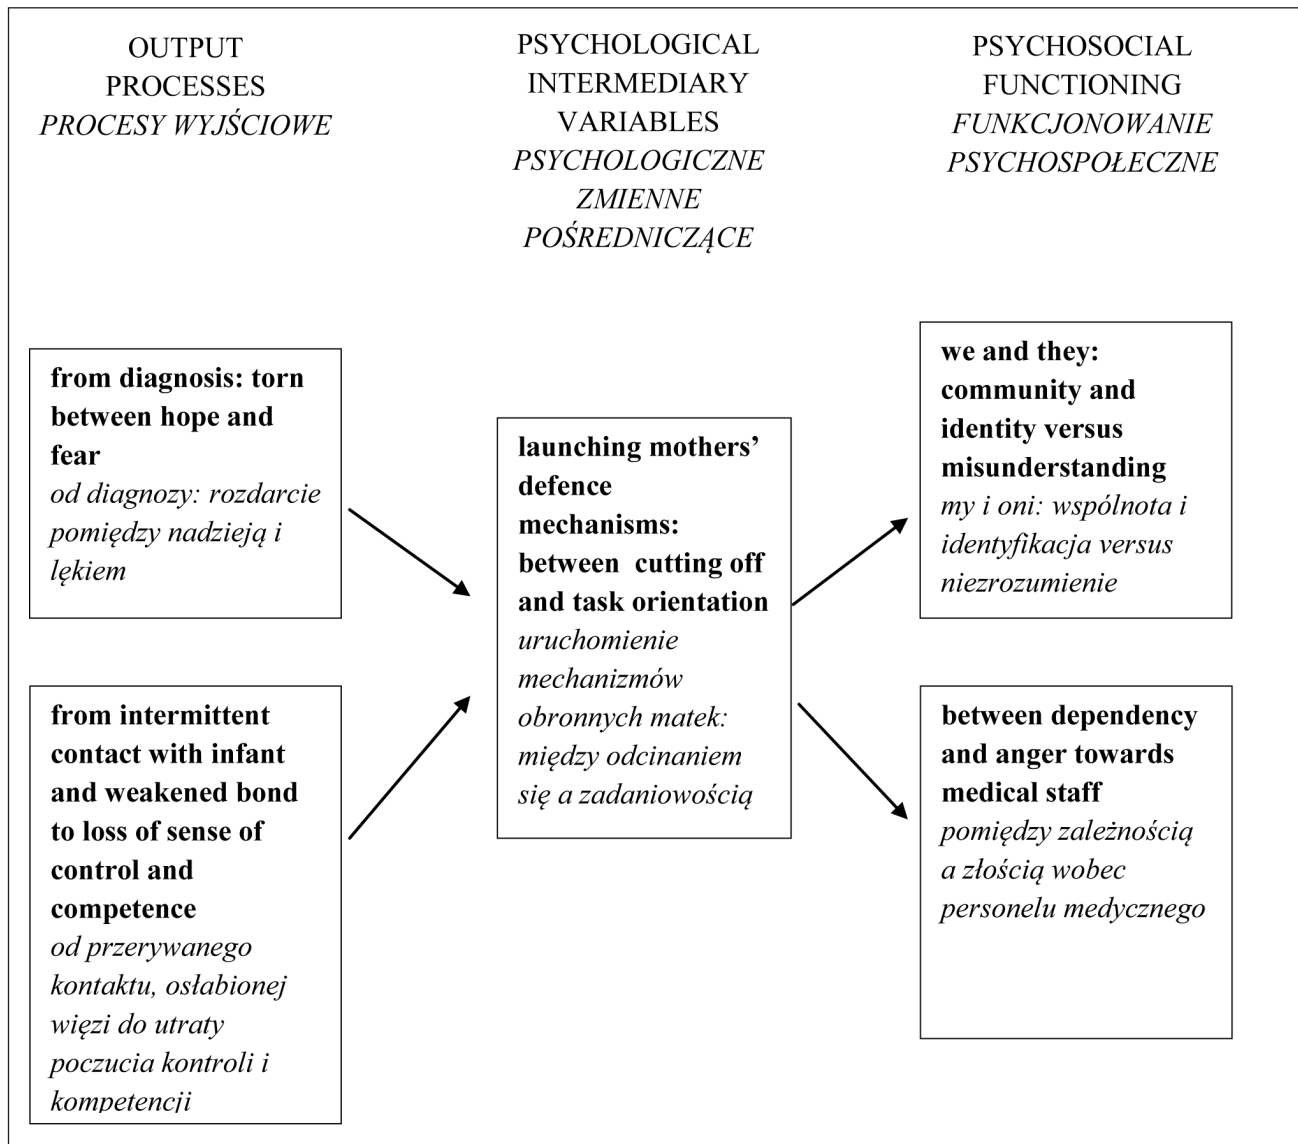 OUTPUT
PROCESSES
PROCESY WYJŚCIOWE
PSYCHOLOGICAL
INTERMEDIARY
VARIABLES
PSYCHOLOGICZNE
ZMIENNE
POŚREDNICZĄCE
PSYCHOSOCIAL
FUNCTIONING
FUNKCJONOWANIE
PSYCHOSPOŁECZNE
from diagnosis: torn
between hope and
fear
od diagnozy: rozdarcie
pomiędzy nadzieją i
lękiem
from intermittent
contact with infant
and weakened bond
to loss of sense of
control and
competence
od przerywanego
kontaktu, osłabionej
więzi do utraty
poczucia kontroli i
kompetencji
launching mothers’
defence
mechanisms:
between  cutting off
and task orientation
uruchomienie
mechanizmów
obronnych matek:
między odcinaniem
się a zadaniowością
we and they:
community and
identity versus
misunderstanding
my i oni: wspólnota i
identyfikacja versus
niezrozumienie
between dependency
and anger towards
medical staff
pomiędzy zależnością
a złością wobec
personelu medycznego